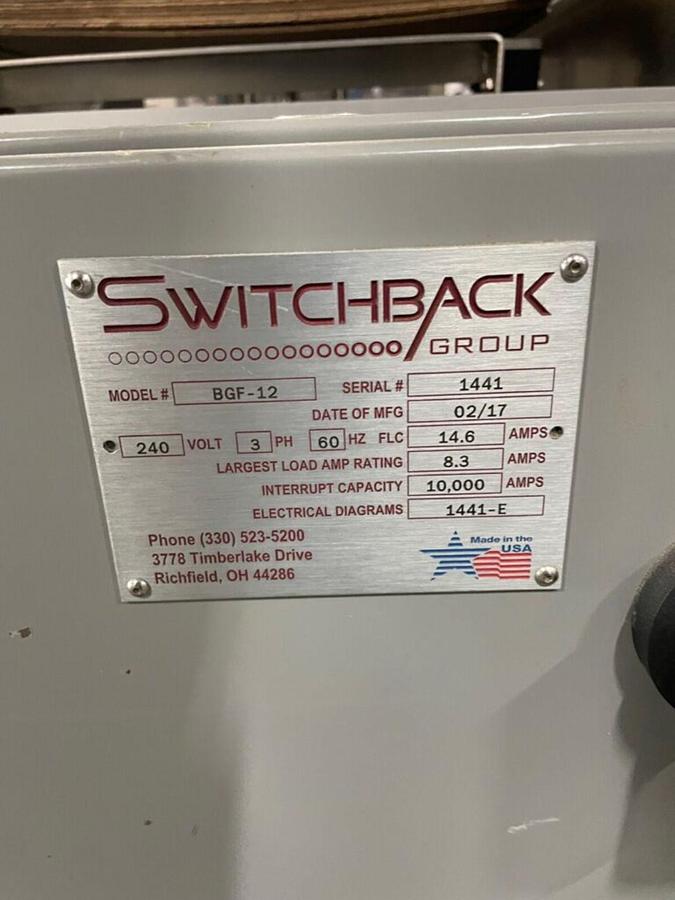 SWITCHBACK
GROUP
MODEL # BGF-12 SERIAL # 1441
DATE OF MFG 02/17
240 VOLT 3 PH 60 HZ FLC 14.6 AMPS
LARGEST LOAD AMP RATING 8.3 AMPS
INTERRUPT CAPACITY 10,000 AMPS
ELECTRICAL DIAGRAMS 1441-E
Phone (330) 523-5200
3778 Timberlake Drive
Richfield, OH 44286
Made in the
USA